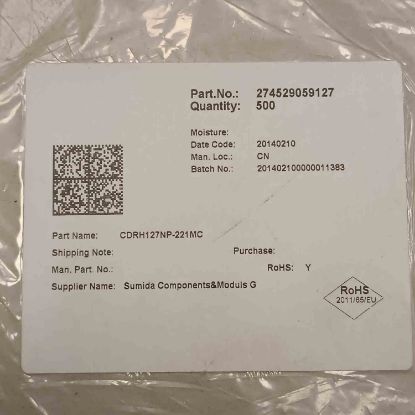 Part.No.: 274529059127
Quantity: 500
Moisture:
Date Code: 20140210
Man. Loc.: CN
Batch No.: 201402100000011383
Part Name: CDRH127NP-221MC
Shipping Note: Purchase:
Man. Part. No.: RoHS: Y
Supplier Name: Sumida Components&Moduls G
RoHS
2011/65/EU